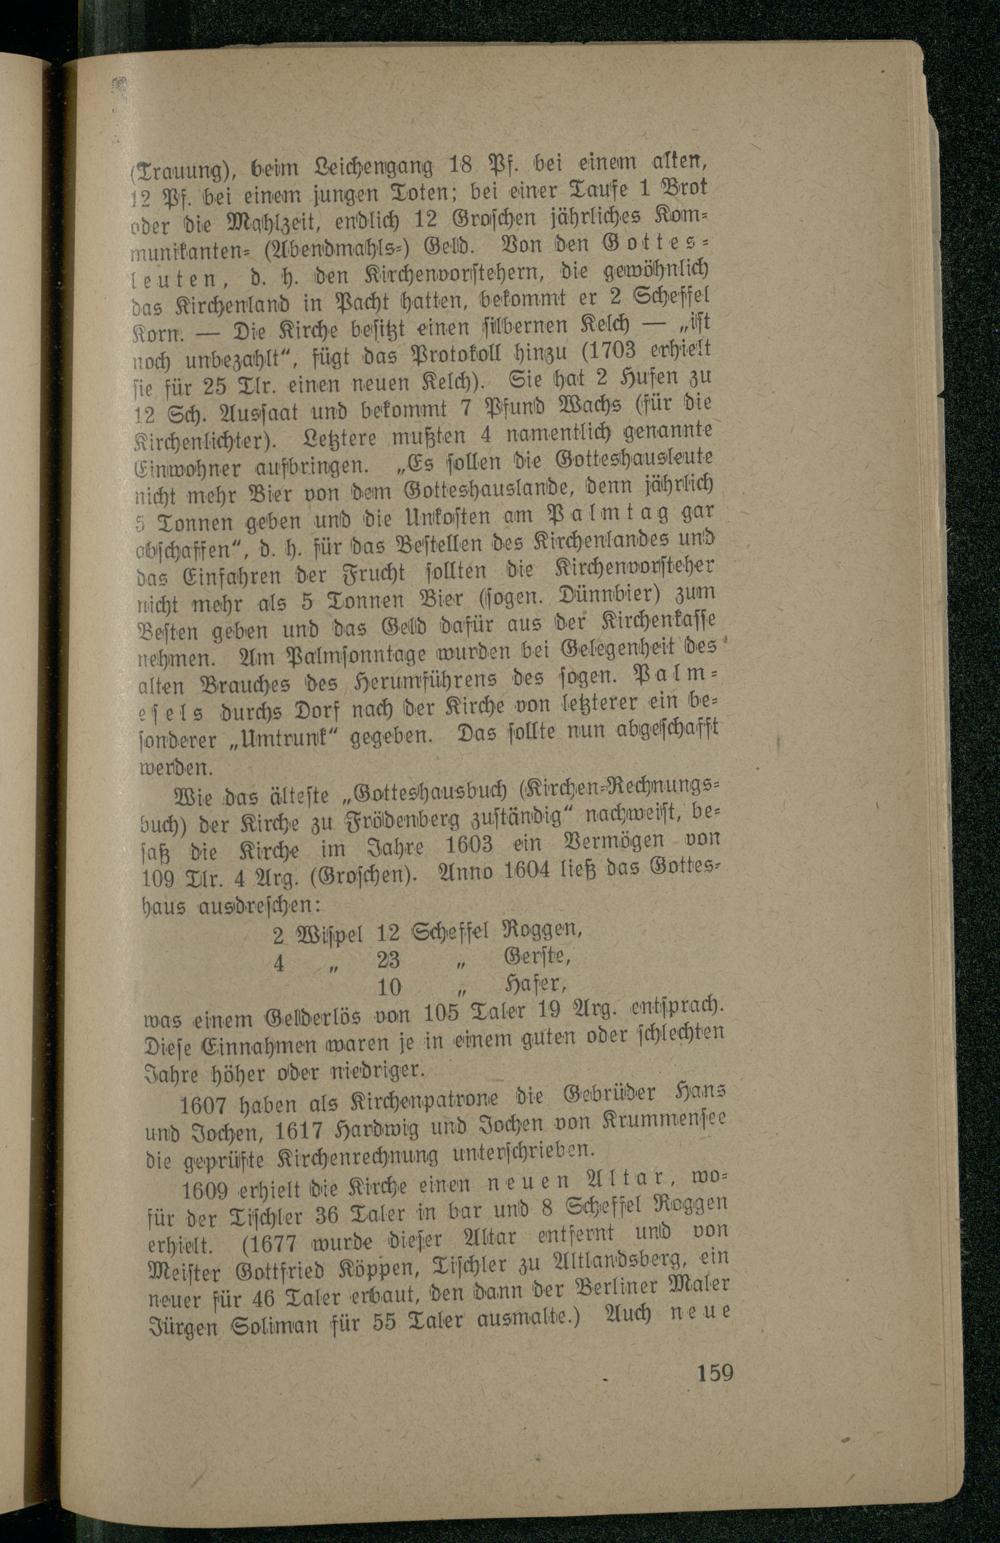 (Trauung), beim Leichengang 18 Pf. bei einem alten,
12 Pf. bei einem jungen Toten; bei einer Taufe 1 Brot
oder die Mahlzeit, endlich 12 Groschen jährliches Kom-
munikanten- (Abendmahls-) Geld. Von den Gottes-
leuten, d. h. den Kirchenvorstehern, die gewöhnlich
das Kirchenland in Pacht hatten, bekommt er 2 Scheffel
Korn. — Die Kirche besitzt einen silbernen Kelch — „ist
noch unbezahlt“, fügt das Protokoll hinzu (1703 erhielt
sie für 25 Tlr. einen neuen Kelch). Sie hat 2 Hufen zu
12 Sch. Aussaat und bekommt 7 Pfund Wachs (für die
Kirchenlichter). Letztere mußten 4 namentlich genannte
Einwohner aufbringen. „Es sollen die Gotteshausleute
nicht mehr Bier von dem Gotteshauslande, denn jährlich
5 Tonnen geben und die Unkosten am Palmtag gar
abschaffen“, d. h. für das Bestellen des Kirchenlandes und
das Einfahren der Frucht sollten die Kirchenvorsteher
nicht mehr als 5 Tonnen Bier (sogen. Dünnbier) zum
Besten geben und das Geld dafür aus der Kirchenkasse
nehmen. Am Palmsonntage wurden bei Gelegenheit des
alten Brauches des Herumführens des sogen. Palm-
esels durchs Dorf nach der Kirche von letzterer ein be-
sonderer „Umtrunk“ gegeben. Das sollte nun abgeschafft
werden.
Wie das älteste „Gotteshausbuch (Kirchen-Rechnungs-
buch) der Kirche zu Frödenberg zuständig“ nachweist, be-
saß die Kirche im Jahre 1603 ein Vermögen von
109 Tlr. 4 Arg. (Groschen). Anno 1604 ließ das Gottes-
haus ausdreschen:
2 Wispel 12 Scheffel Roggen,
4 „ 23 „ Gerste,
10 „ Hafer,
was einem Gelderlös von 105 Taler 19 Arg. entsprach.
Diese Einnahmen waren je in einem guten oder schlechten
Jahre höher oder niedriger.
1607 haben als Kirchenpatrone die Gebrüder Hans
und Jochen, 1617 Hardwig und Jochen von Krummensee
die geprüfte Kirchenrechnung unterschrieben.
1609 erhielt die Kirche einen neuen Altar, wo-
für der Tischler 36 Taler in bar und 8 Scheffel Roggen
erhielt. (1677 wurde dieser Altar entfernt und von
Meister Gottfried Köppen, Tischler zu Altlandsberg, ein
neuer für 46 Taler erbaut, den dann der Berliner Maler
Jürgen Soliman für 55 Taler ausmalte.) Auch neue
159